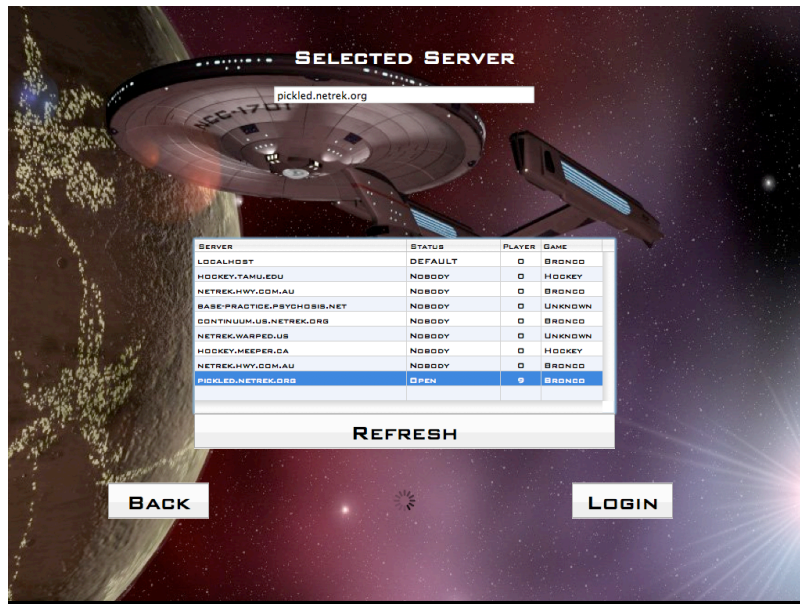 Selected Server
pickled.netrek.org
NCC-1701
Server Status Player Game
localhost DEFAULT 0 Bronco
hockey.tamu.edu Nobody 0 Hockey
netrek.hwy.com.au Nobody 0 Bronco
base-practice.psychosis.net Nobody 0 Unknown
continuum.us.netrek.org Nobody 0 Bronco
netrek.warped.us Nobody 0 Unknown
hockey.meeper.ca Nobody 0 Hockey
netrek.hwy.com.au Nobody 0 Bronco
pickled.netrek.org Open 9 Bronco
Refresh
Back
Login